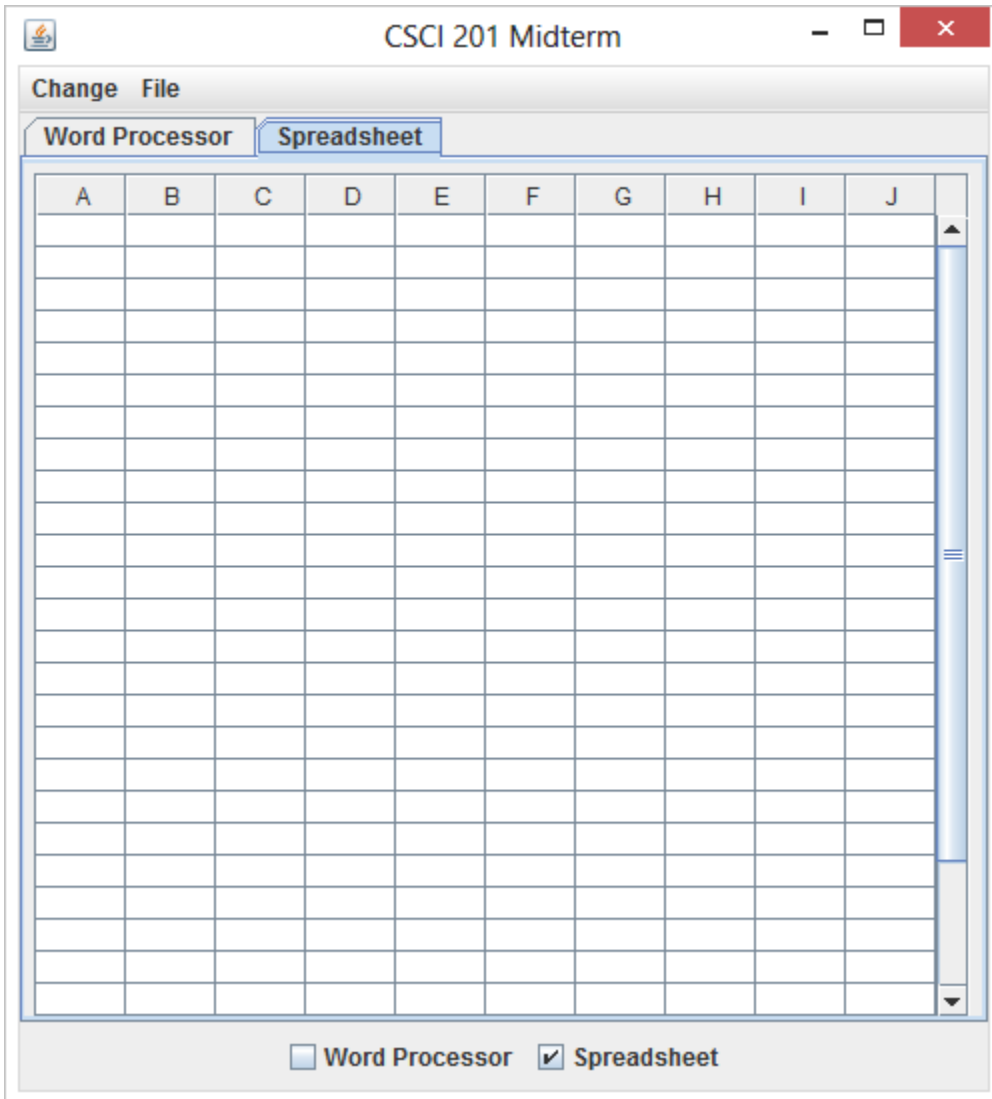 CSCI 201 Midterm
Change File
Word Processor Spreadsheet
A B C D E F G H I J
Word Processor Spreadsheet